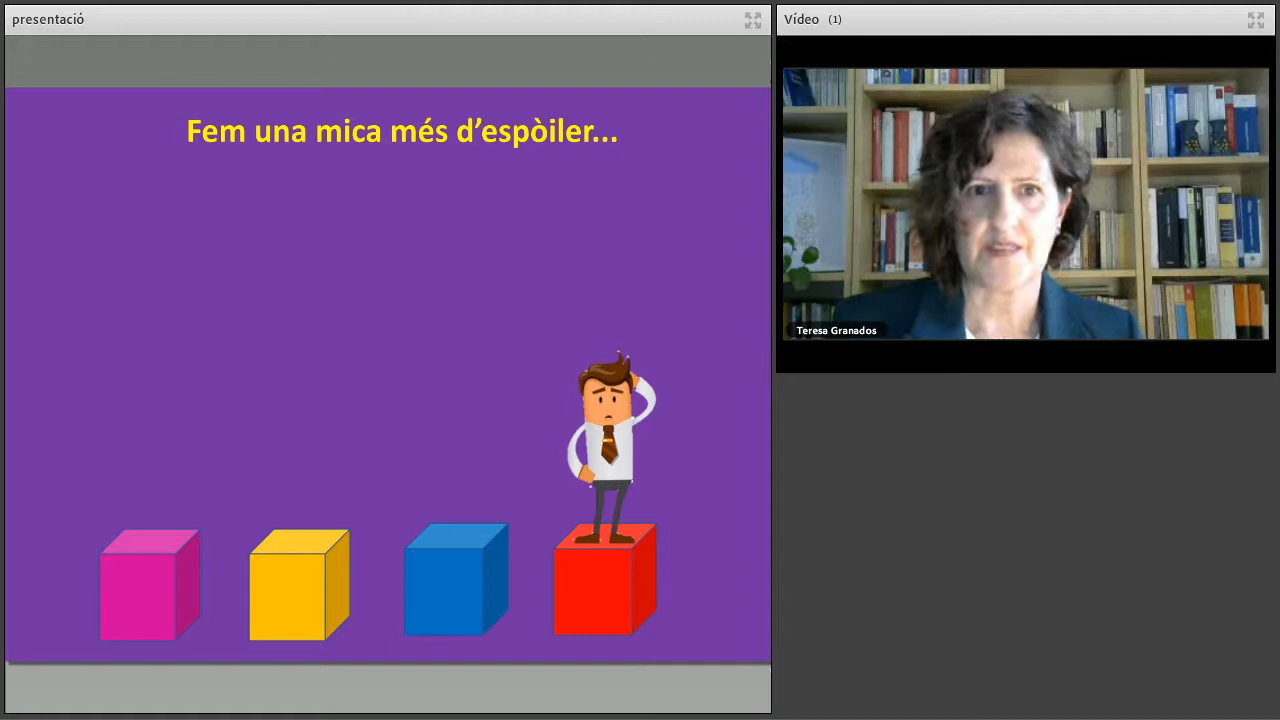 presentació
Vídeo (1)
Fem una mica més d’espòiler...
Teresa Granados